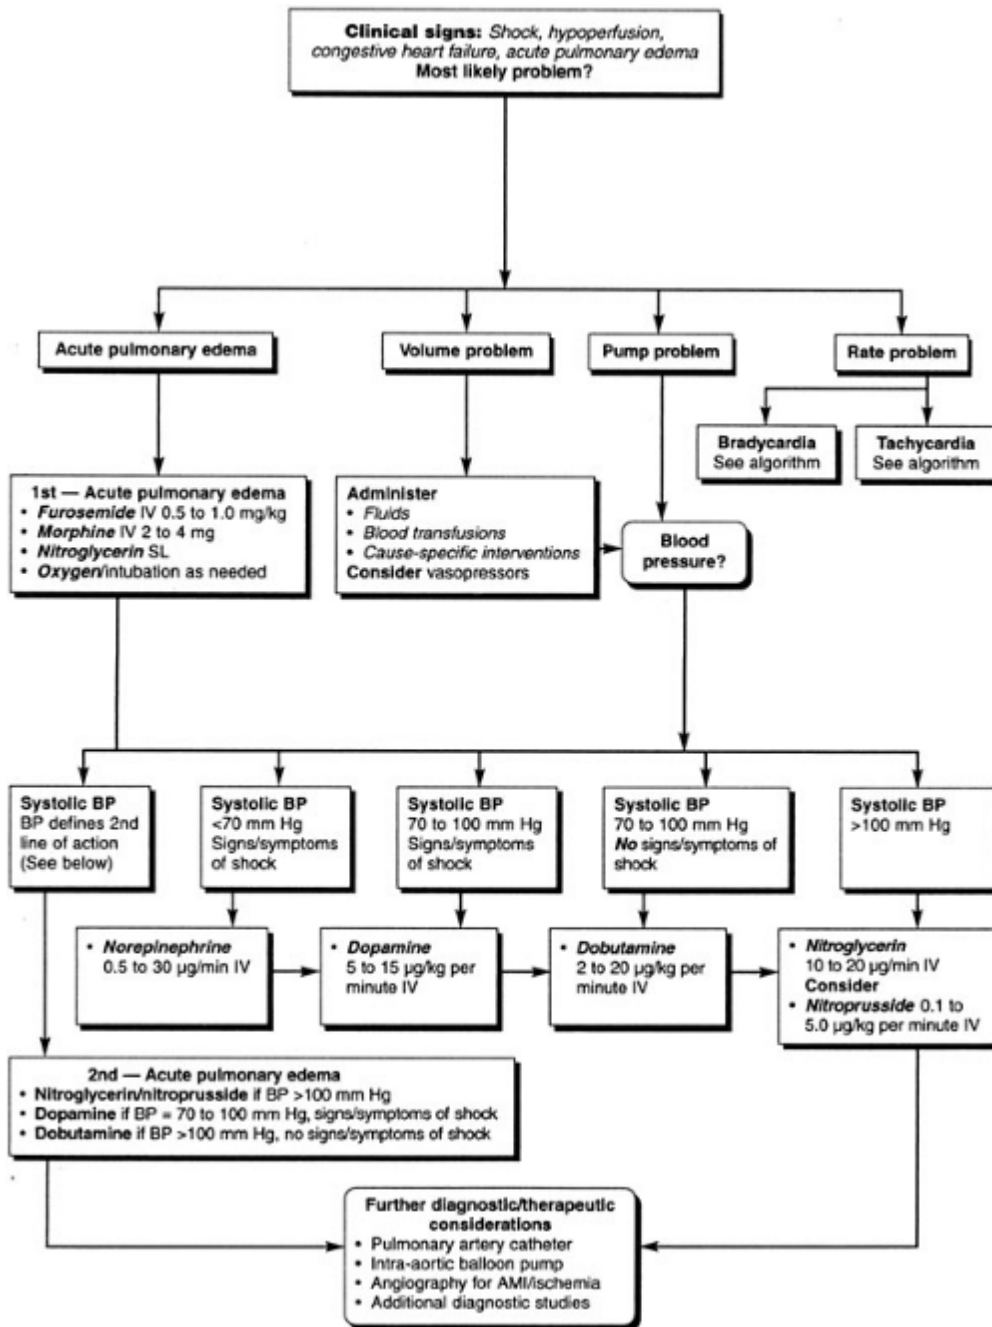 Clinical signs: Shock, hypoperfusion,
congestive heart failure, acute pulmonary edema
Most likely problem?
Acute pulmonary edema
Volume problem
Pump problem
Rate problem
Bradycardia
See algorithm
Tachycardia
See algorithm
1st — Acute pulmonary edema
• Furosemide IV 0.5 to 1.0 mg/kg
• Morphine IV 2 to 4 mg
• Nitroglycerin SL
• Oxygen/intubation as needed
Administer
• Fluids
• Blood transfusions
• Cause-specific interventions
Consider vasopressors
Blood
pressure?
Systolic BP
BP defines 2nd
line of action
(See below)
Systolic BP
<70 mm Hg
Signs/symptoms
of shock
Systolic BP
70 to 100 mm Hg
Signs/symptoms
of shock
Systolic BP
70 to 100 mm Hg
No signs/symptoms of
shock
Systolic BP
>100 mm Hg
• Norepinephrine
0.5 to 30 µg/min IV
• Dopamine
5 to 15 µg/kg per
minute IV
• Dobutamine
2 to 20 µg/kg per
minute IV
• Nitroglycerin
10 to 20 µg/min IV
Consider
• Nitroprusside 0.1 to
5.0 µg/kg per minute IV
2nd — Acute pulmonary edema
• Nitroglycerin/nitroprusside if BP >100 mm Hg
• Dopamine if BP = 70 to 100 mm Hg, signs/symptoms of shock
• Dobutamine if BP >100 mm Hg, no signs/symptoms of shock
Further diagnostic/therapeutic
considerations
• Pulmonary artery catheter
• Intra-aortic balloon pump
• Angiography for AMI/ischemia
• Additional diagnostic studies